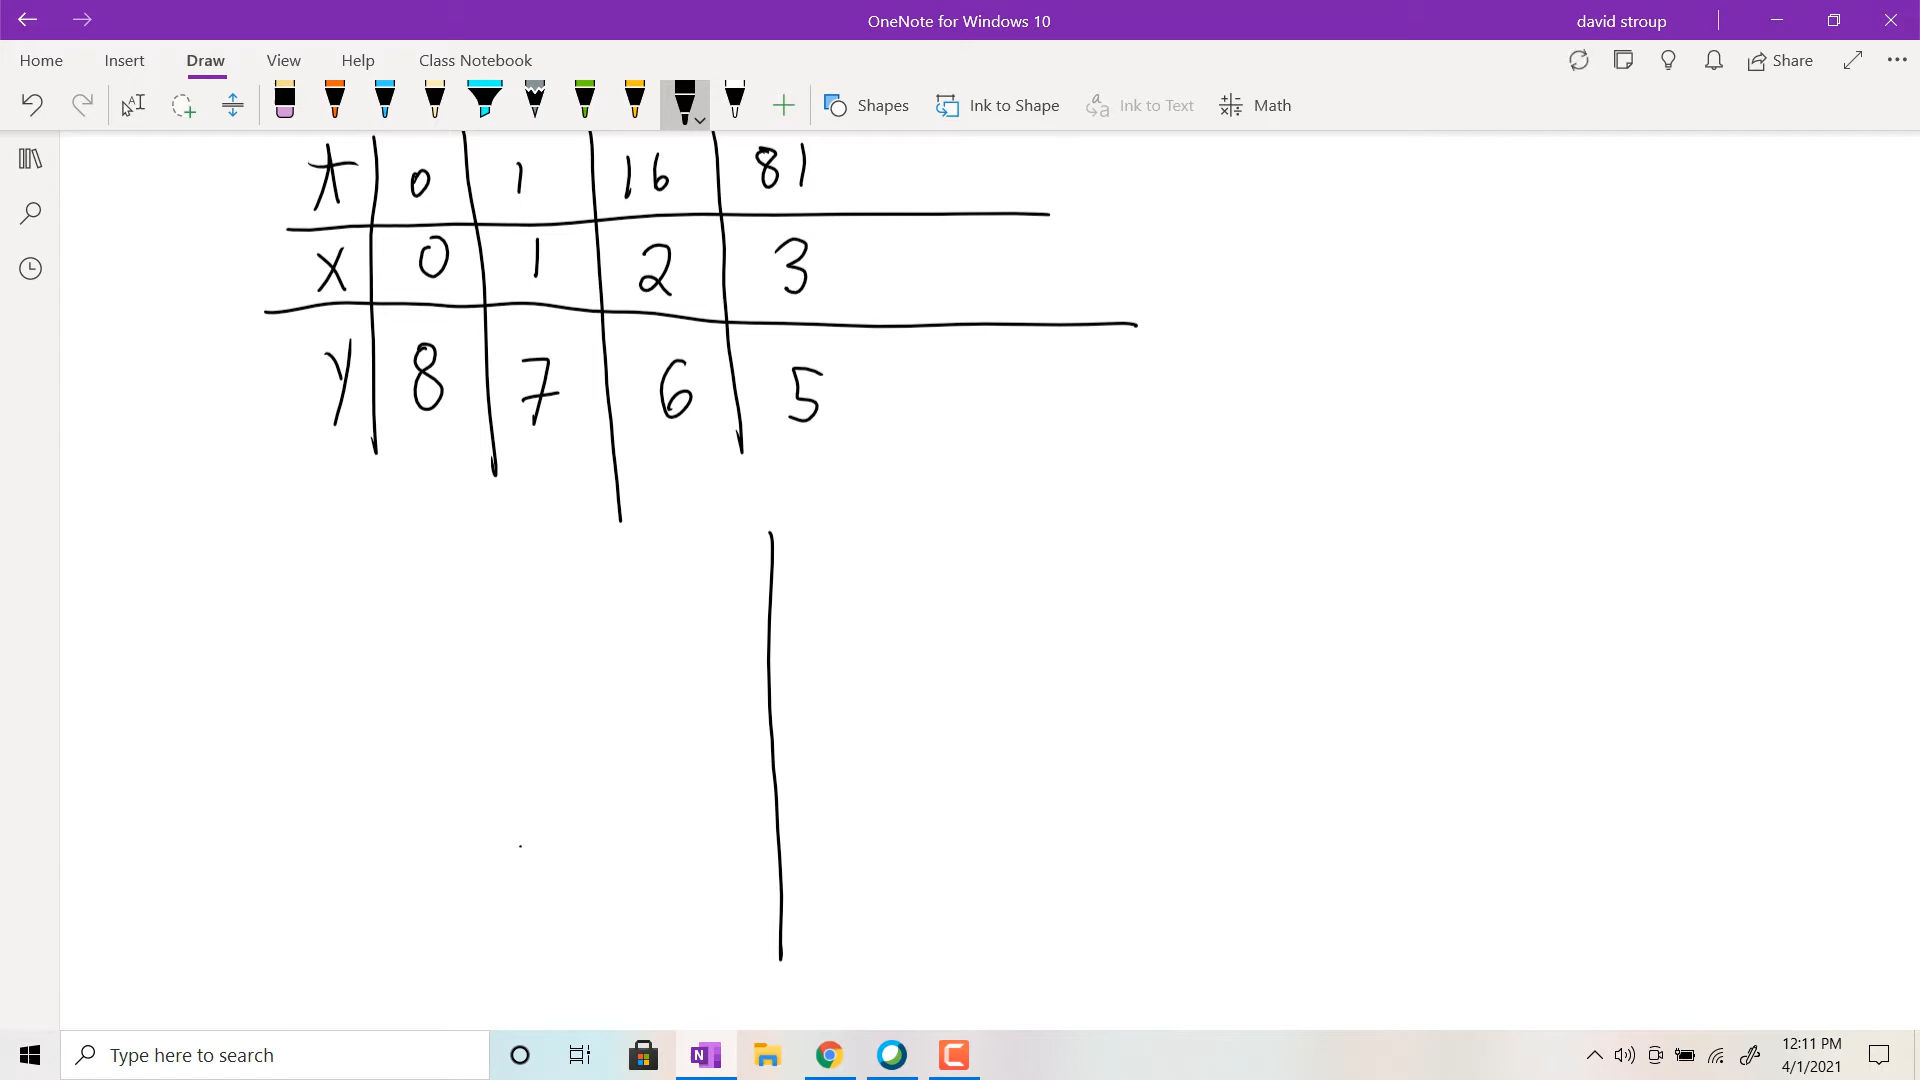 OneNote for Windows 10
david stroup
Home Insert Draw View Help Class Notebook
Share
Shapes Ink to Shape Ink to Text Math
t 0 1 16 81
x 0 1 2 3
y 8 7 6 5
Type here to search
12:11 PM
4/1/2021